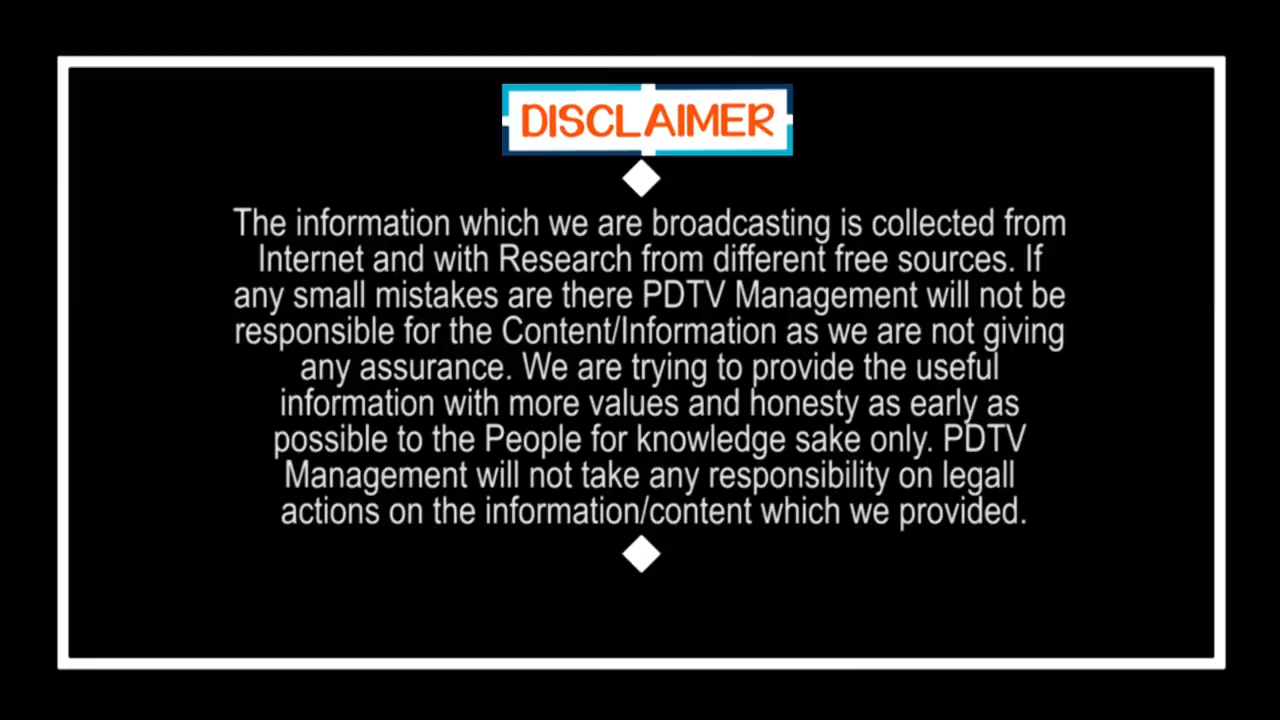 DISCLAIMER
The information which we are broadcasting is collected from
Internet and with Research from different free sources. If
any small mistakes are there PDTV Management will not be
responsible for the Content/Information as we are not giving
any assurance. We are trying to provide the useful
information with more values and honesty as early as
possible to the People for knowledge sake only. PDTV
Management will not take any responsibility on legall
actions on the information/content which we provided.